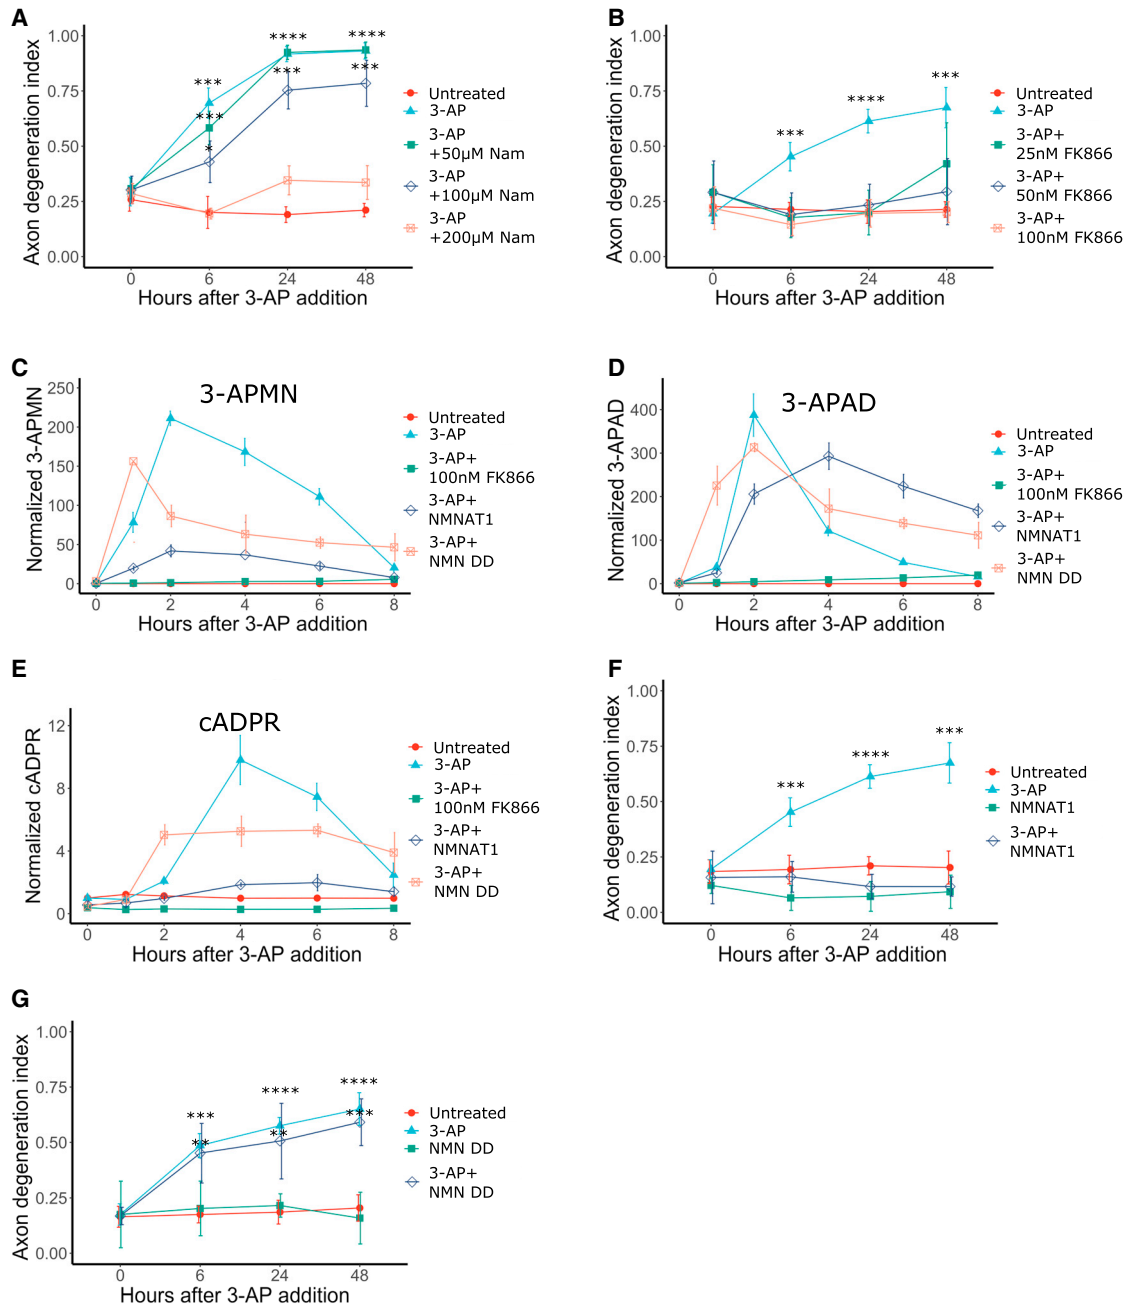 A
Axon degeneration index
1.00
0.75
0.50
0.25
0.00
****
****
***
***
***
***
*
0
6
24
48
Hours after 3-AP addition
Untreated
3-AP
3-AP
+50µM Nam
3-AP
+100µM Nam
3-AP
+200µM Nam
B
Axon degeneration index
1.00
0.75
0.50
0.25
0.00
***
****
***
0
6
24
48
Hours after 3-AP addition
Untreated
3-AP
3-AP+
25nM FK866
3-AP+
50nM FK866
3-AP+
100nM FK866
C
3-APMN
Normalized 3-APMN
250
200
150
100
50
0
0
2
4
6
8
Hours after 3-AP addition
Untreated
3-AP
3-AP+
100nM FK866
3-AP+
NMNAT1
3-AP+
NMN DD
D
3-APAD
Normalized 3-APAD
400
300
200
100
0
0
2
4
6
8
Hours after 3-AP addition
Untreated
3-AP
3-AP+
100nM FK866
3-AP+
NMNAT1
3-AP+
NMN DD
E
cADPR
Normalized cADPR
12
8
4
0
0
2
4
6
8
Hours after 3-AP addition
Untreated
3-AP
3-AP+
100nM FK866
3-AP+
NMNAT1
3-AP+
NMN DD
F
Axon degeneration index
1.00
0.75
0.50
0.25
0.00
***
****
***
0
6
24
48
Hours after 3-AP addition
Untreated
3-AP
NMNAT1
3-AP+
NMNAT1
G
Axon degeneration index
1.00
0.75
0.50
0.25
0.00
***
**
****
**
****
***
0
6
24
48
Hours after 3-AP addition
Untreated
3-AP
NMN DD
3-AP+
NMN DD